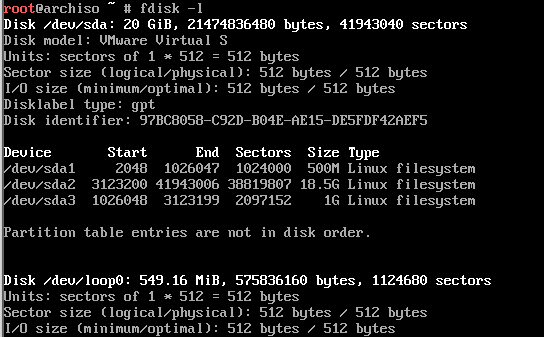 root@archiso ~ # fdisk -l
Disk /dev/sda: 20 GiB, 21474836480 bytes, 41943040 sectors
Disk model: VMware Virtual S
Units: sectors of 1 * 512 = 512 bytes
Sector size (logical/physical): 512 bytes / 512 bytes
I/O size (minimum/optimal): 512 bytes / 512 bytes
Disklabel type: gpt
Disk identifier: 97BC8058-C92D-B04E-AE15-DE5FDF42AEF5
Device       Start      End  Sectors  Size Type
/dev/sda1     2048  1026047  1024000  500M Linux filesystem
/dev/sda2  3123200 41943006 38819807 18.5G Linux filesystem
/dev/sda3  1026048  3123199  2097152    1G Linux filesystem
Partition table entries are not in disk order.
Disk /dev/loop0: 549.16 MiB, 575836160 bytes, 1124680 sectors
Units: sectors of 1 * 512 = 512 bytes
Sector size (logical/physical): 512 bytes / 512 bytes
I/O size (minimum/optimal): 512 bytes / 512 bytes